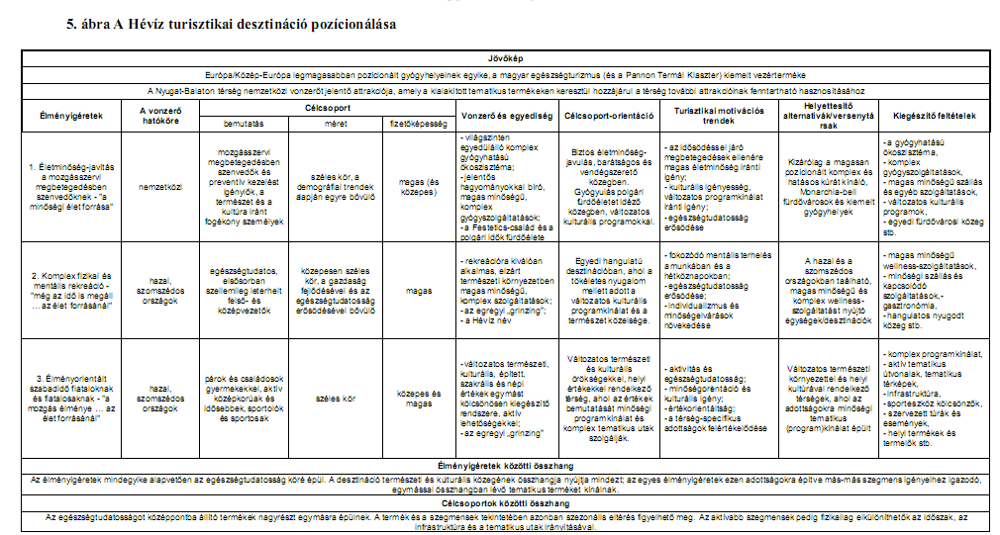 5. ábra A Hévíz turisztikai desztináció pozícionálása
Jövőkép
Európa/Közép-Európa legmagasabban pozícionált gyógyhelyeinek egyike, a magyar egészségturizmus (és a Pannon Termál Klaszter) kiemelt vezérterméke
A Nyugat-Balaton térség nemzetközi vonzerőt jelentő attrakciója, amely a kialakított tematikus termékeken keresztül hozzájárul a térség további attrakcióinak fenntartható hasznosításához
Élményígéretek
A vonzerő
hatóköre
Célcsoport
bemutatás
méret
fizetőképesség
Vonzerő és egyediség
Célcsoport-orientáció
Turisztikai motivációs
trendek
Helyettesítő
alternatívák/versenytá
rsak
Kiegészítő feltételek
1. Életminőség-javítás
a mozgásszervi
megbetegedésben
szenvedőknek - "a
minőségi élet forrása"
nemzetközi
mozgásszervi
megbetegedésben
szenvedők és
preventív kezelést
igénylők, a
természet és a
kultúra iránt
fogékony személyek
széles kör, a
demográfiai trendek
alapján egyre bővülő
magas (és
közepes)
- világszinten
egyedülálló komplex
gyógyhatású
ökoszisztéma;
- jelentős
hagyományokkal bíró,
magas minőségű,
komplex
gyógyszolgáltatások;
- a Festetics-család és a
polgári idők fürdőélete
Biztos életminőség-
javulás, barátságos és
vendégszerető
közegben.
Gyógyulás polgári
fürdőéletet idéző
közegben, változatos
kulturális programokkal.
- az idősödéssel járó
megbetegedések ellenére
magas életminőség iránti
igény;
- kulturális igényesség,
változatos programkínálat
iránti igény;
- egészségtudatosság
erősödése
Kizárólag a magasan
pozícionált komplex és
hatásos kúrát kínáló,
Monarchia-beli
fürdővárosok és kiemelt
gyógyhelyek
- a gyógyhatású
ökoszisztéma,
- komplex
gyógyszolgáltatások,
- magas minőségű szállás
és egyéb szolgáltatások,
- változatos kulturális
programok,
- egyedi fürdővárosi közeg
stb.
2. Komplex fizikai és
mentális rekreáció -
"még az idő is megáll
… az élet forrásánál"
hazai,
szomszédos
országok
egészségtudatos,
elsősorban
szellemileg leterhelt
felső- és
középvezetők
közepesen széles
kör, a gazdaság
fejlődésével és az
egészségtudatosság
erősödésével bővülő
magas
- rekreációra kiválóan
alkalmas, elzárt
természeti környezetben
magas minőségű,
komplex szolgáltatások;
- az egregyi „grinzing";
- a Hévíz név
Egyedi hangulatú
desztinációban, ahol a
tökéletes nyugalom
mellett adott a
változatos kulturális
programkínálat és a
természet közelsége.
- fokozódó mentális terhelés
a munkában és a
hétköznapokban;
- egészségtudatosság
erősödése;
- individualizmus és
minőségelvárások
növekedése
A hazai és a
szomszédos
országokban található,
magas minőségű és
komplex wellness-
szolgáltatást nyújtó
egységek/desztinációk
- magas minőségű
wellness-szolgáltatások,
- minőségi szállás és
kapcsolódó
szolgáltatások,-
gasztronómia,
- hangulatos nyugodt
közeg stb.
3. Élményorientált
szabadidő fiataloknak
és fiatalosaknak - "a
mozgás élménye … az
élet forrásánál"
hazai,
szomszédos
országok
párok és családosok
gyermekekkel, aktív
középkorúak és
idősebbek, sportolók
és sportosak
széles kör
közepes és
magas
- változatos természeti,
kulturális, épített,
szakrális és népi
értékek egymást
kölcsönösen kiegészítő
rendszere, aktív
lehetőségekkel;
- az egregyi „grinzing"
Változatos természeti
és kulturális
örökségekkel, helyi
értékekkel rendelkező
térség, ahol az értékek
bemutatását minőségi
programkínálat és
komplex tematikus utak
szolgálják.
- aktivitás és
egészségtudatosság;
- minőségorentáció és
kulturális igény;
- értékorientáltság;
- a térség-specifikus
adottságok felértékelődése
Változatos természeti
környezettel és helyi
kultúrával rendelkező
térségek, ahol az
adottságokra minőségi
tematikus
(program)kínálat épült
- komplex programkínálat,
- aktív tematikus
útvonalak, tematikus
térképek,
- infrastruktúra,
- sporteszköz kölcsönzők,
- szervezett túrák és
események,
- helyi termékek és
termelők stb.
Élményígéretek közötti összhang
Az élményígéretek mindegyike alapvetően az egészségtudatosság köré épül. A desztináció természeti és kulturális közegének összhangja nyújtja mindezt; az egyes élményígéretek ezen adottságokra építve más-más szegmens igényeihez igazodó,
egymással összhangban lévő tematikus terméket kínálnak.
Célcsoportok közötti összhang
Az egészségtudatosságot középpontba állító termékek nagyrészt egymásra épülnek. A termék és a szegmensek tekintetében azonban szezonális eltérés figyelhető meg. Az aktívabb szegmensek pedig fizikailag elkülöníthetők az időszak, az
infrastruktúra és a tematikus utak irányításával.